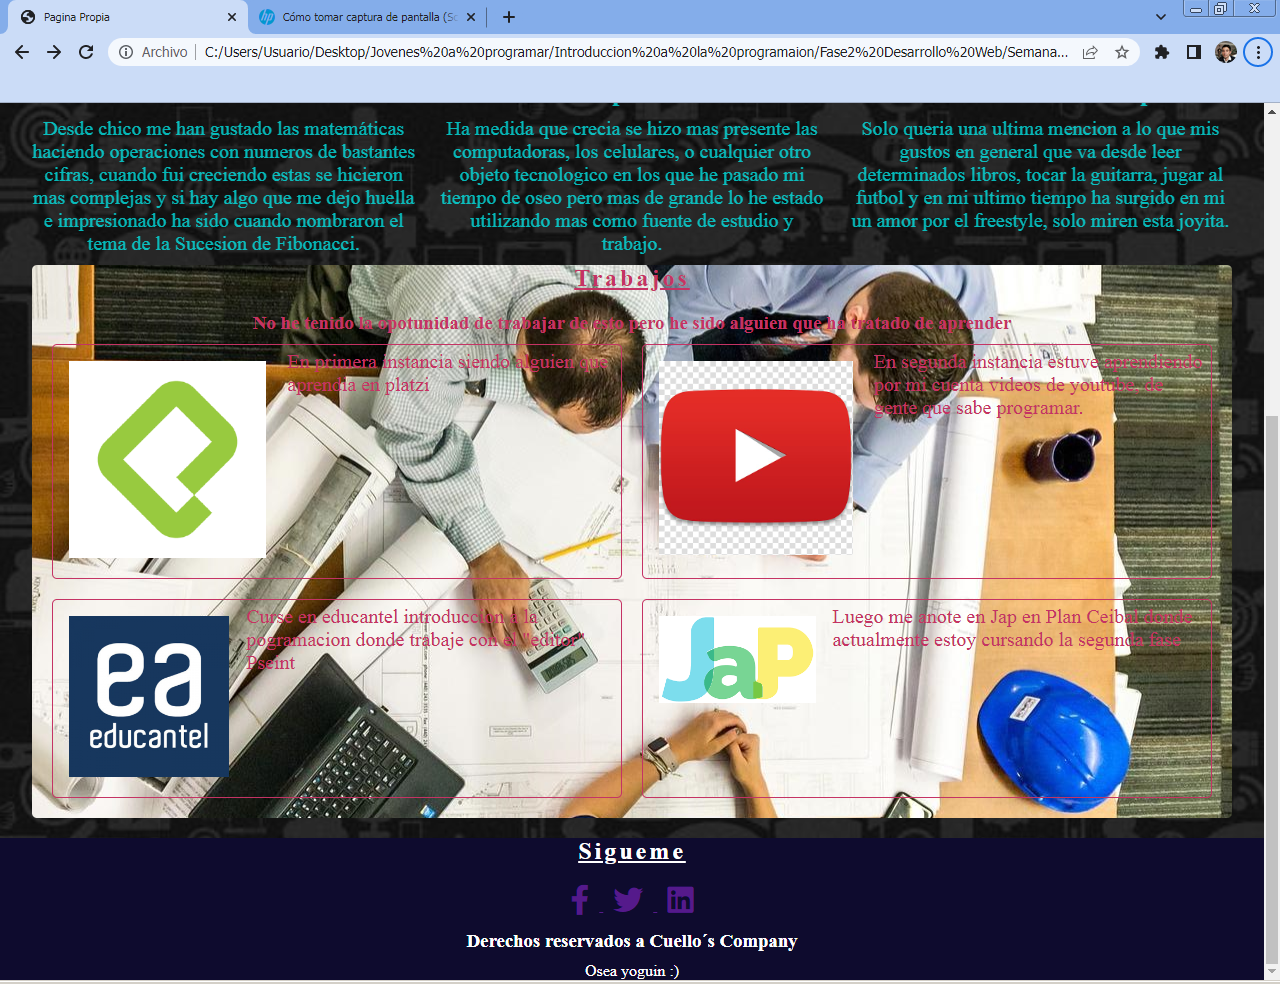 Pagina Propia
Cómo tomar captura de pantalla (Sc
Archivo
C:/Users/Usuario/Desktop/Jovenes%20a%20programar/Introduccion%20a%20la%20programaion/Fase2%20Desarrollo%20Web/Semana...
Desde chico me han gustado las matemáticas
haciendo operaciones con numeros de bastantes
cifras, cuando fui creciendo estas se hicieron
mas complejas y si hay algo que me dejo huella
e impresionado ha sido cuando nombraron el
tema de la Sucesion de Fibonacci.
Ha medida que crecia se hizo mas presente las
computadoras, los celulares, o cualquier otro
objeto tecnologico en los que he pasado mi
tiempo de oseo pero mas de grande lo he estado
utilizando mas como fuente de estudio y
trabajo.
Solo queria una ultima mencion a lo que mis
gustos en general que va desde leer
determinados libros, tocar la guitarra, jugar al
futbol y en mi ultimo tiempo ha surgido en mi
un amor por el freestyle, solo miren esta joyita.
Trabajos
No he tenido la opotunidad de trabajar de esto pero he sido alguien que ha tratado de aprender
En primera instancia siendo alguien que
aprendia en platzi
En segunda instancia estuve aprendiendo
por mi cuenta videos de youtube, de
gente que sabe programar.
ea
educantel
Curse en educantel introduccion a la
pogramacion donde trabaje con el "editor"
Pseint
JaP
Luego me anote en Jap en Plan Ceibal donde
actualmente estoy cursando la segunda fase
Sigueme
Derechos reservados a Cuello´s Company
Osea yoguin :)